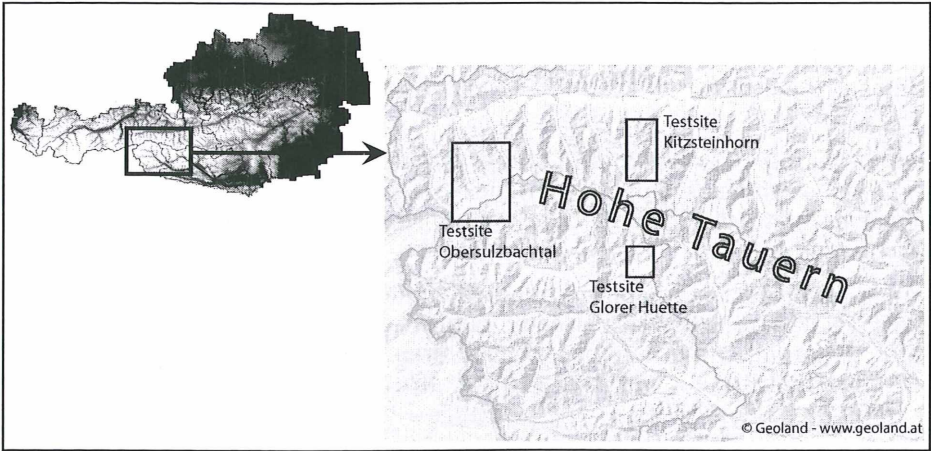 Testsite
Kitzsteinhorn
Hohe Tauern
Testsite
Obersulzbachtal
Testsite
Glorer Huette
© Geoland - www.geoland.at